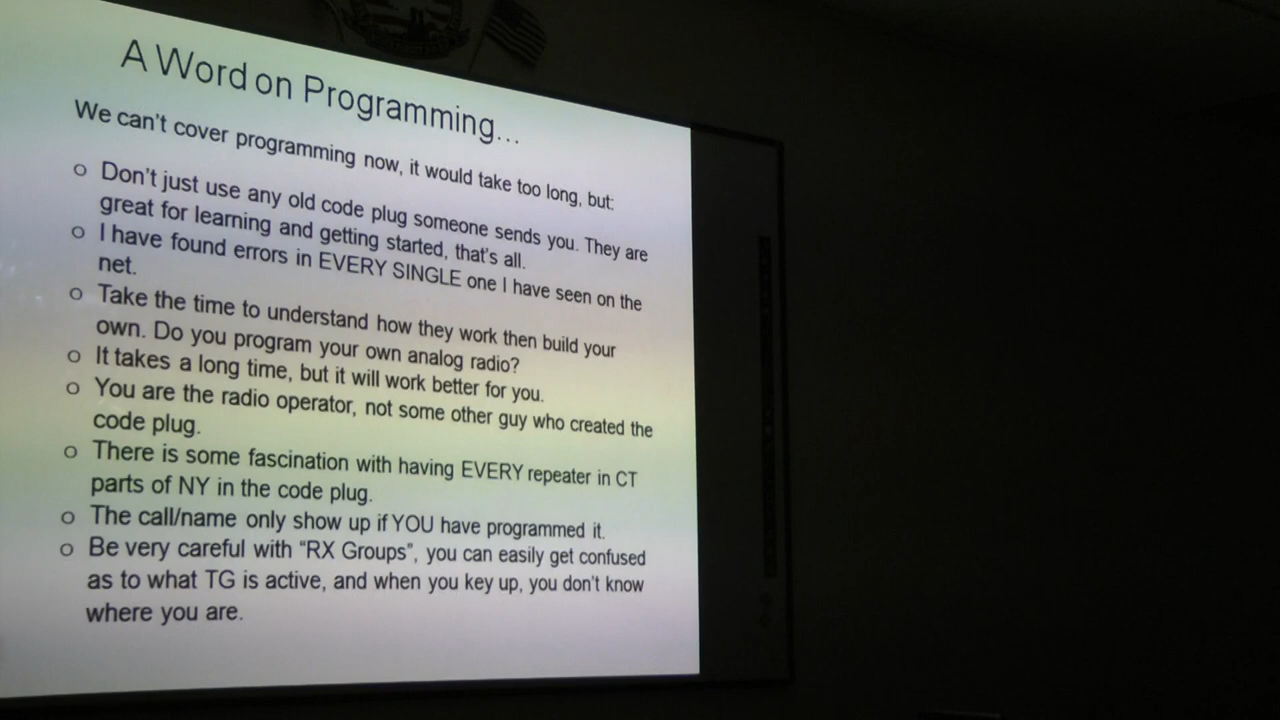 A Word on Programming...
We can't cover programming now, it would take too long, but:
o Don't just use any old code plug someone sends you. They are
great for learning and getting started, that's all.
o I have found errors in EVERY SINGLE one I have seen on the
net.
o Take the time to understand how they work then build your
own. Do you program your own analog radio?
o It takes a long time, but it will work better for you.
o You are the radio operator, not some other guy who created the
code plug.
o There is some fascination with having EVERY repeater in CT
parts of NY in the code plug.
o The call/name only show up if YOU have programmed it.
o Be very careful with “RX Groups”, you can easily get confused
as to what TG is active, and when you key up, you don't know
where you are.